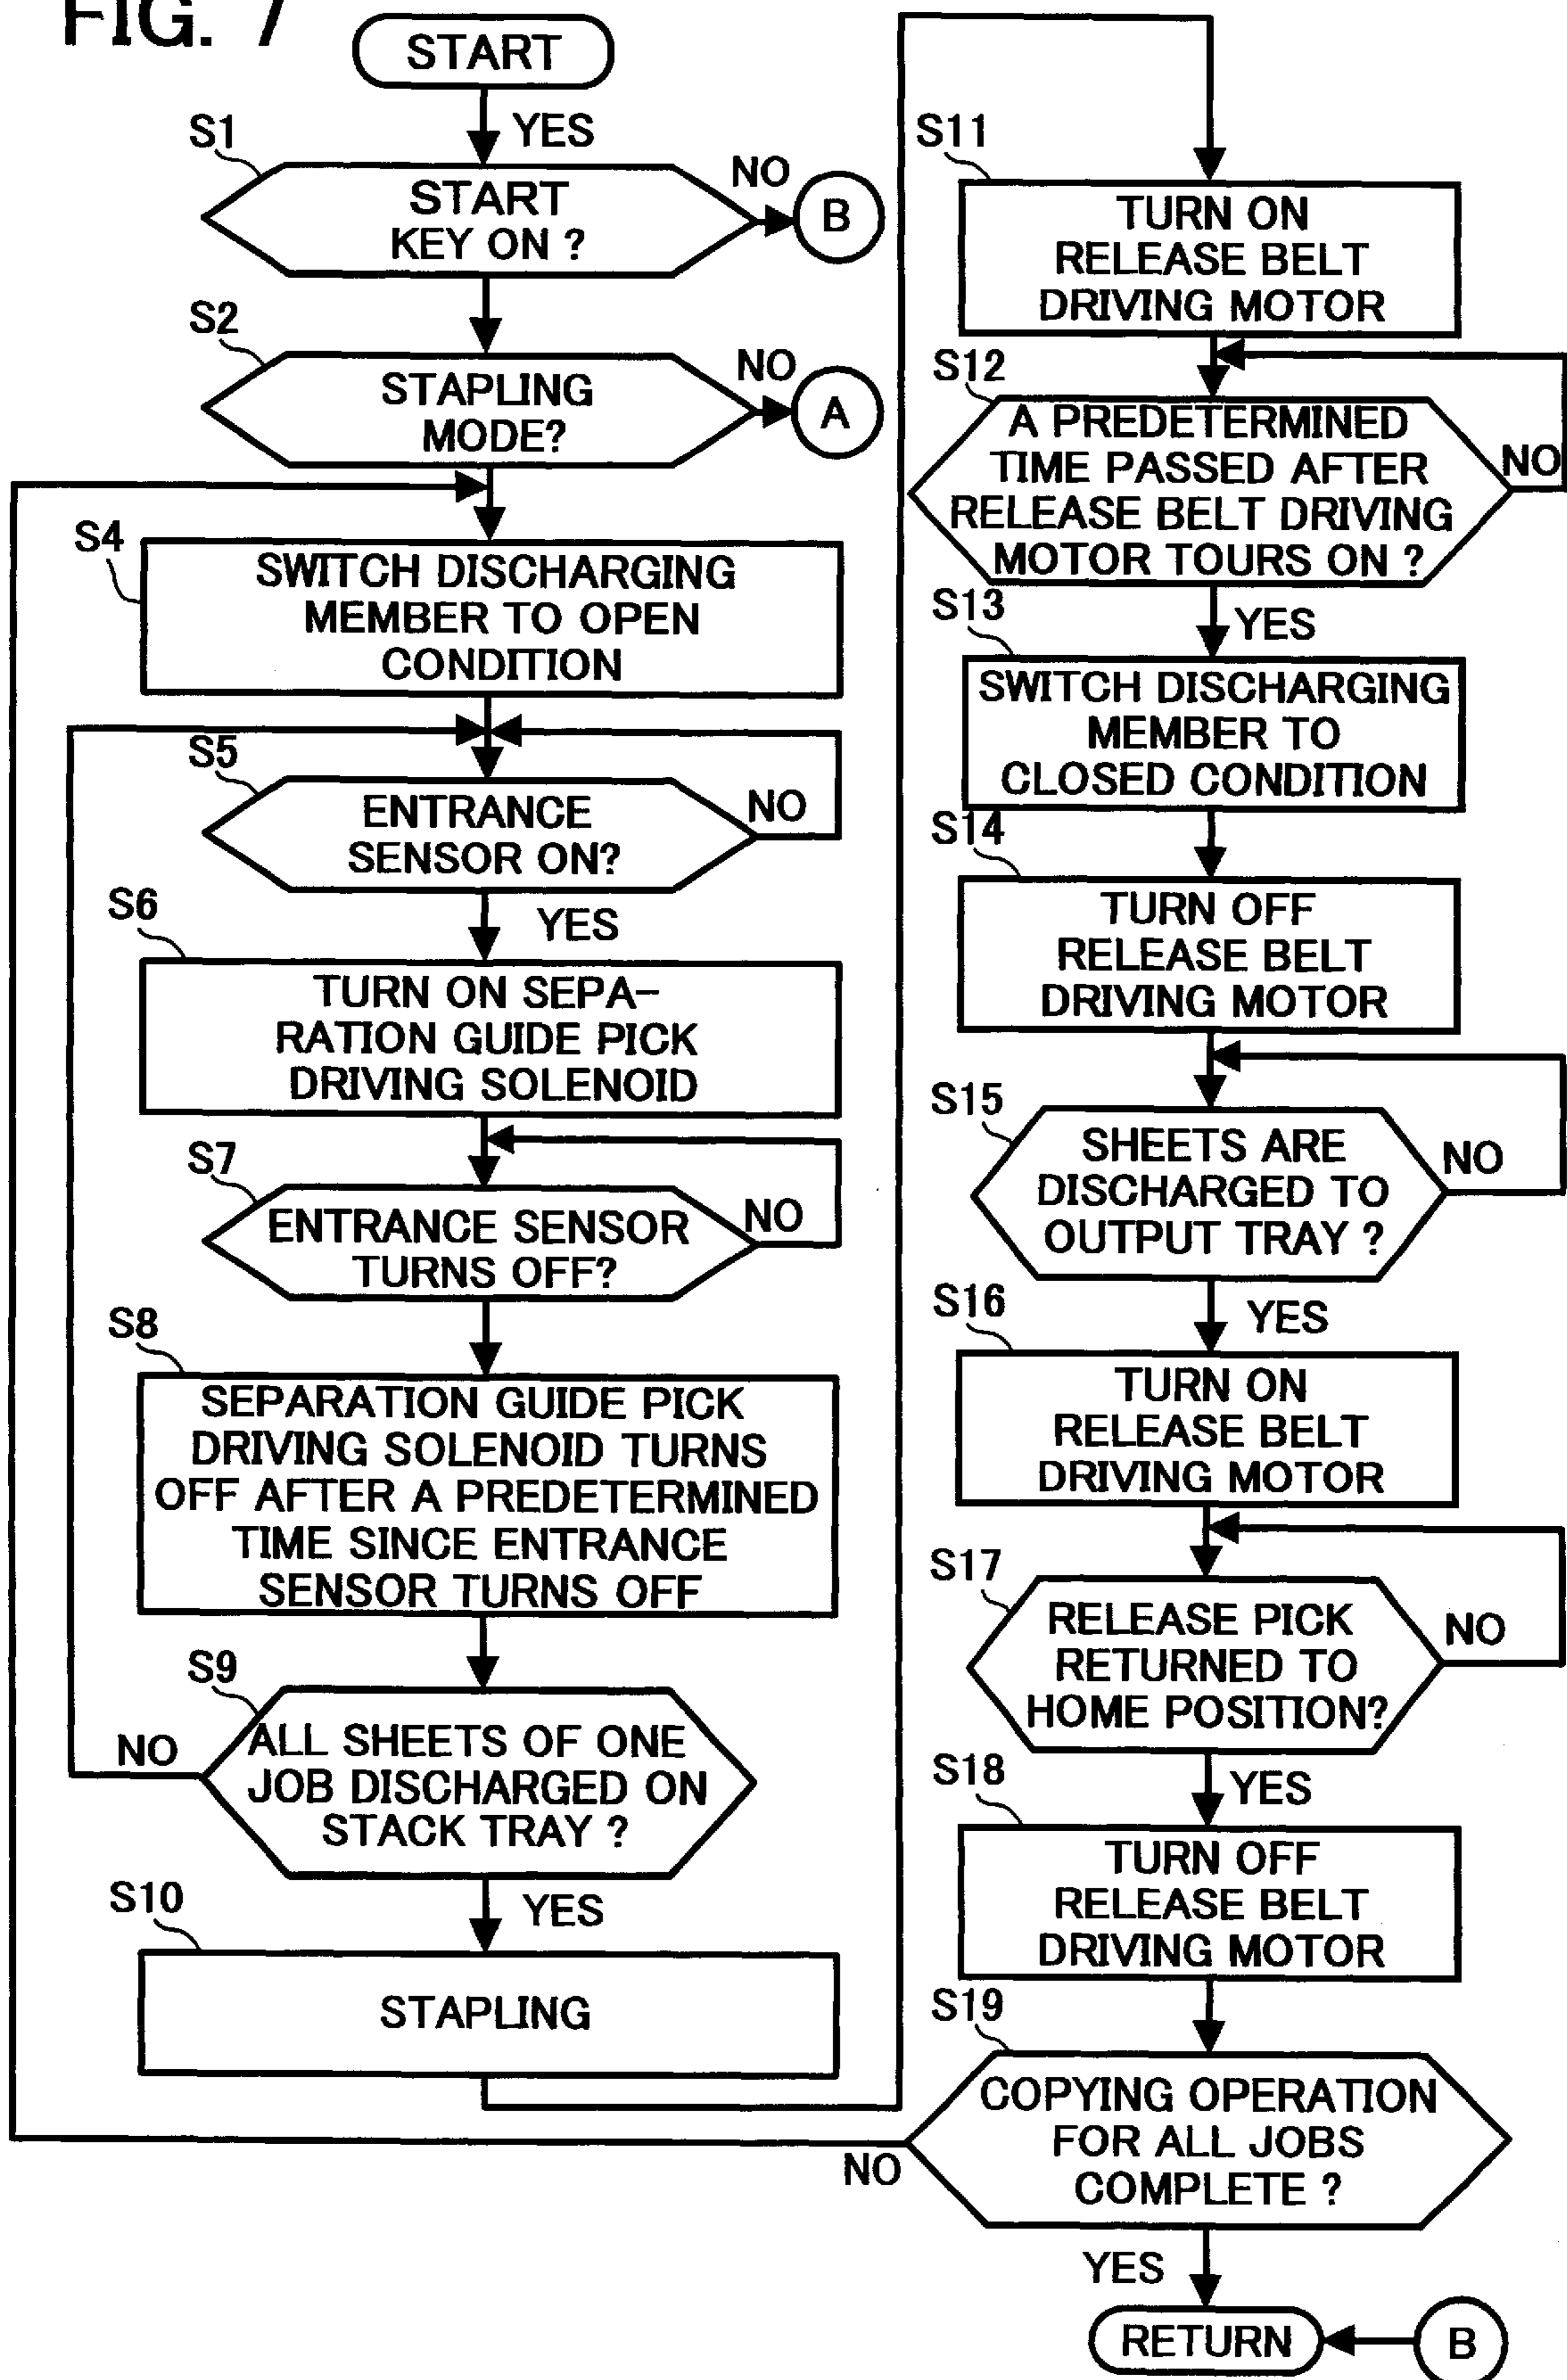 FIG. 7
START
YES
S1
START
KEY ON ?
NO
B
S2
STAPLING
MODE?
NO
A
S4
SWITCH DISCHARGING
MEMBER TO OPEN
CONDITION
S5
ENTRANCE
SENSOR ON?
NO
YES
S6
TURN ON SEPA-
RATION GUIDE PICK
DRIVING SOLENOID
S7
ENTRANCE SENSOR
TURNS OFF?
NO
S8
SEPARATION GUIDE PICK
DRIVING SOLENOID TURNS
OFF AFTER A PREDETERMINED
TIME SINCE ENTRANCE
SENSOR TURNS OFF
S9
NO
ALL SHEETS OF ONE
JOB DISCHARGED ON
STACK TRAY ?
YES
S10
STAPLING
S11
TURN ON
RELEASE BELT
DRIVING MOTOR
S12
A PREDETERMINED
TIME PASSED AFTER
RELEASE BELT DRIVING
MOTOR TOURS ON ?
NO
YES
S13
SWITCH DISCHARGING
MEMBER TO
CLOSED CONDITION
S14
TURN OFF
RELEASE BELT
DRIVING MOTOR
S15
SHEETS ARE
DISCHARGED TO
OUTPUT TRAY ?
NO
YES
S16
TURN ON
RELEASE BELT
DRIVING MOTOR
S17
RELEASE PICK
RETURNED TO
HOME POSITION?
NO
YES
S18
TURN OFF
RELEASE BELT
DRIVING MOTOR
S19
COPYING OPERATION
FOR ALL JOBS
COMPLETE ?
NO
YES
RETURN
B